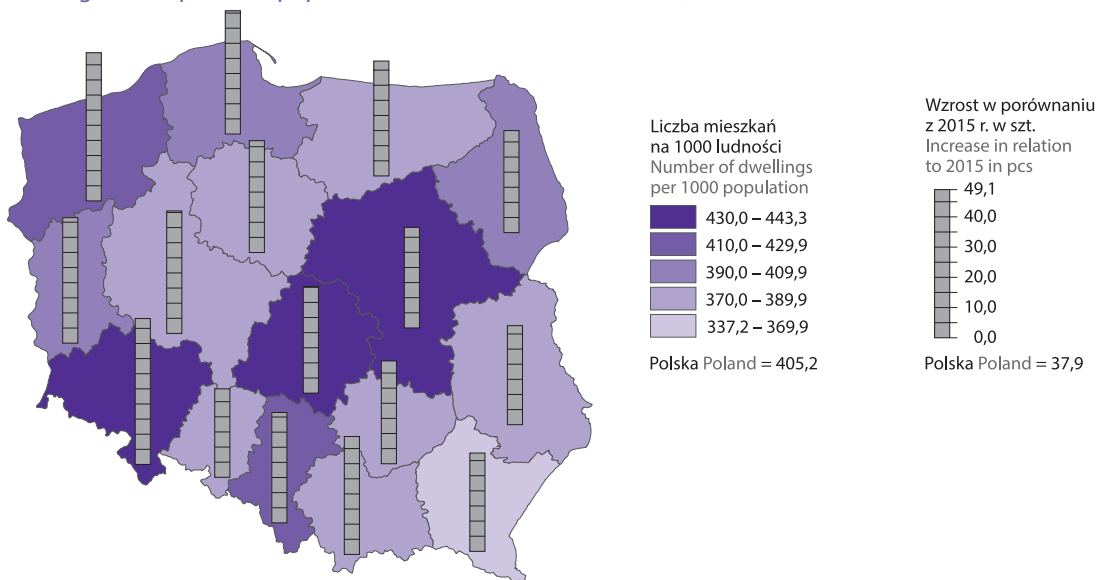 Liczba mieszkań
na 1000 ludności
Number of dwellings
per 1000 population
430,0 – 443,3
410,0 – 429,9
390,0 – 409,9
370,0 – 389,9
337,2 – 369,9
Polska Poland = 405,2
Wzrost w porównaniu
z 2015 r. w szt.
Increase in relation
to 2015 in pcs
49,1
40,0
30,0
20,0
10,0
0,0
Polska Poland = 37,9